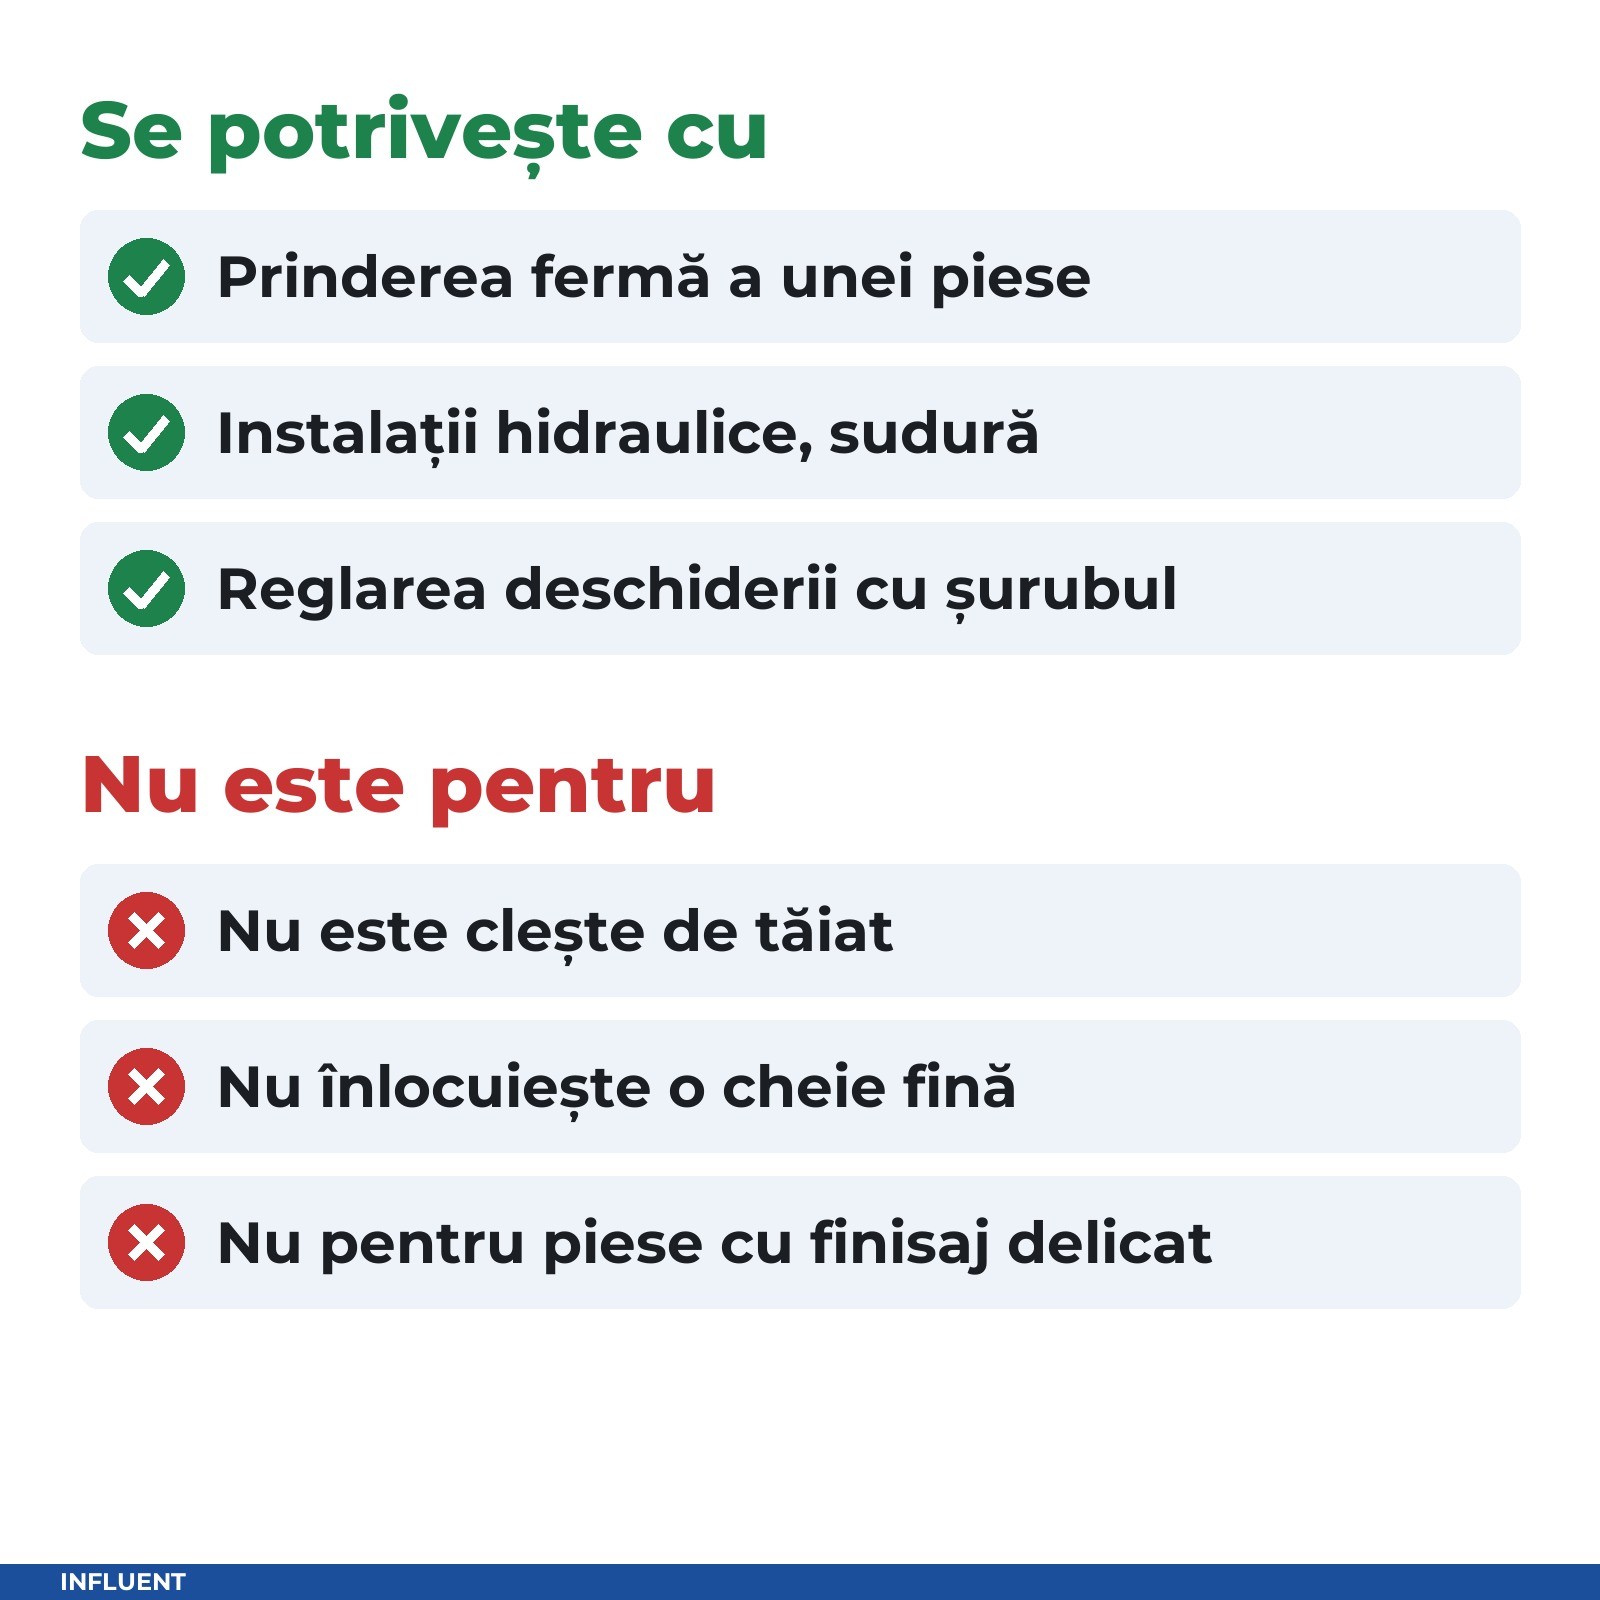 Se potrivește cu
Prinderea fermă a unei piese
Instalații hidraulice, sudură
Reglarea deschiderii cu șurubul
Nu este pentru
Nu este clește de tăiat
Nu înlocuiește o cheie fină
Nu pentru piese cu finisaj delicat
INFLUENT